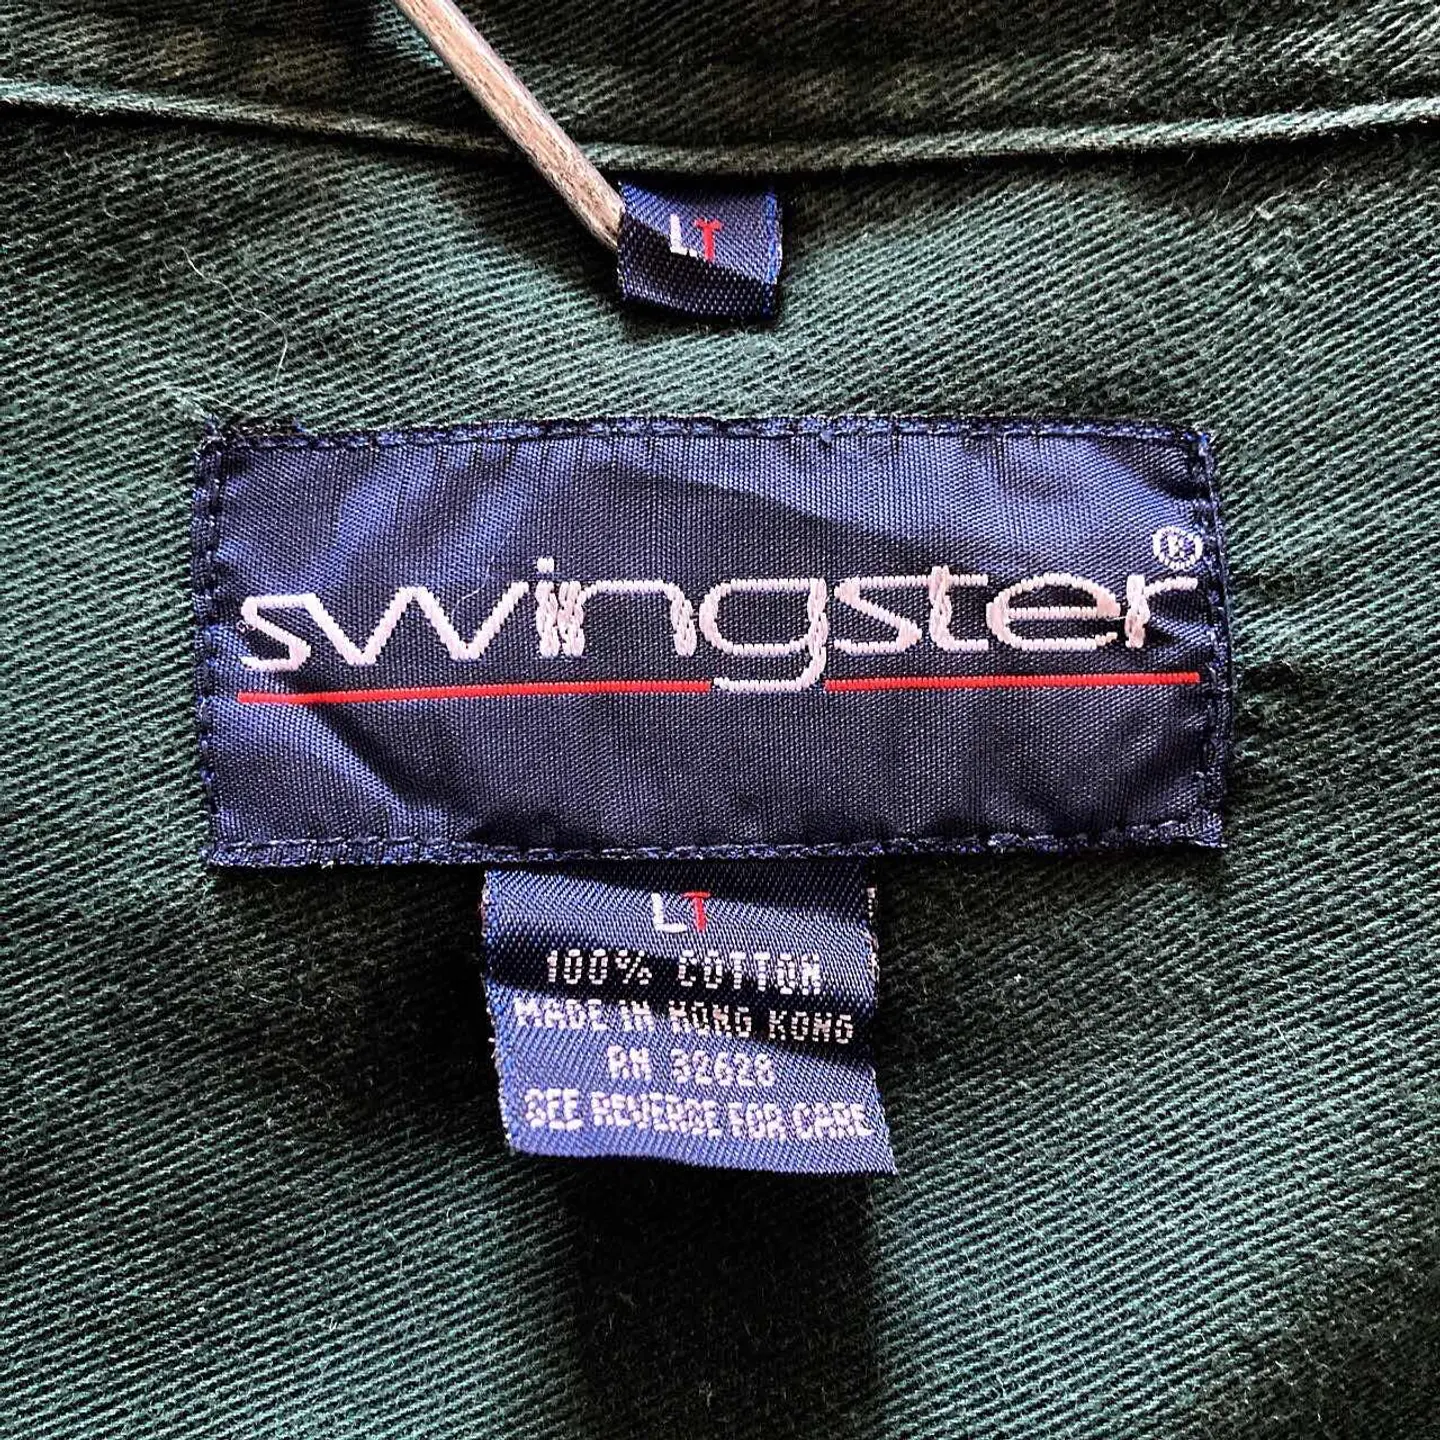 LT
swingster®
LT
100% COTTON
MADE IN HONG KONG
RN 32628
SEE REVERSE FOR CARE